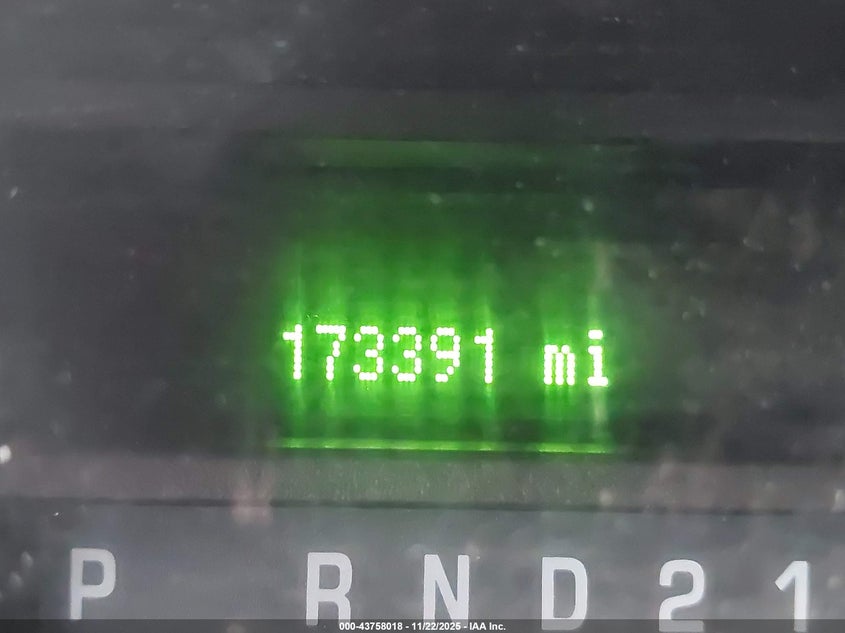 173391 mi
P R N D 2 1
000-43758018 - 11/22/2025 - IAA Inc.